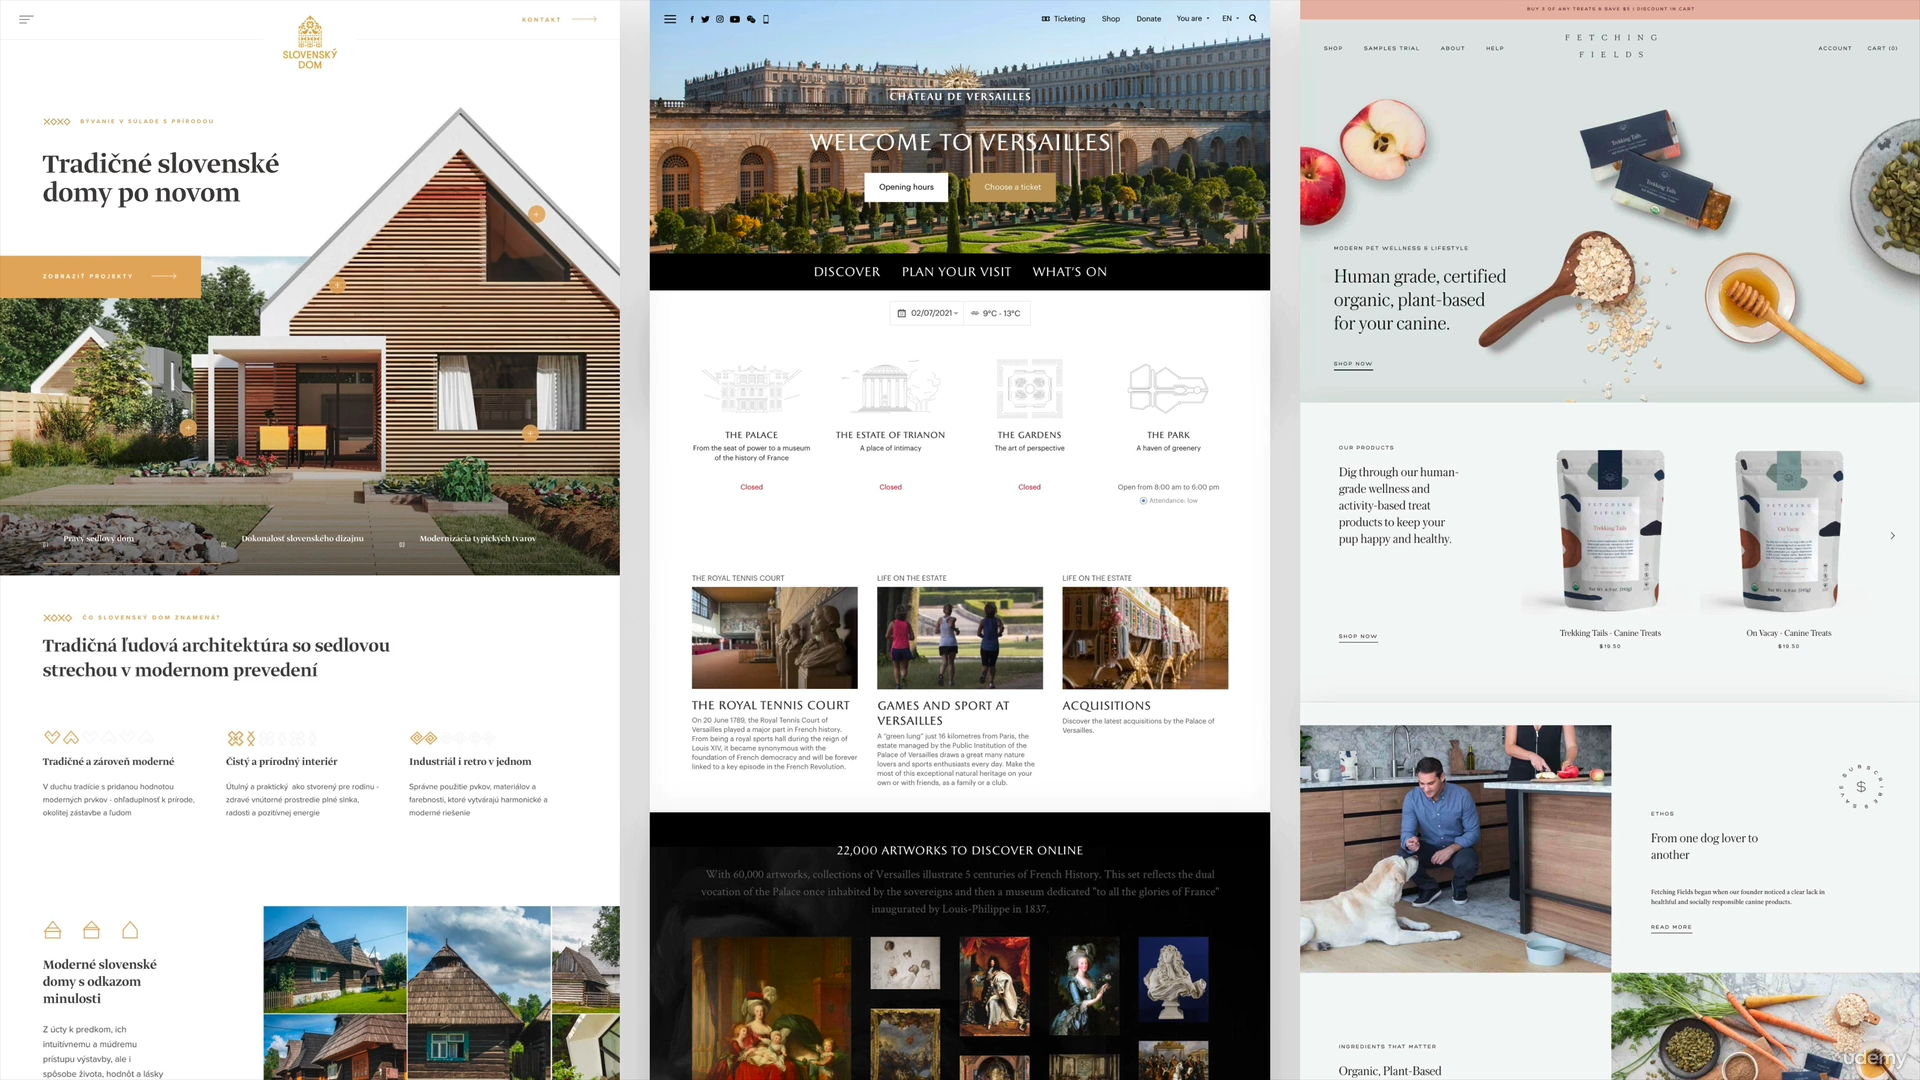 KONTAKT
SLOVENSKÝ
DOM
BÝVANIE V SÚLADE S PRÍRODOU
Tradičné slovenské
domy po novom
ZOBRAZIŤ PROJEKTY
Pravý sedlový dom
Dokonalosť slovenského dizajnu
Modernizácia typických tvarov
ČO SLOVENSKÝ DOM ZNAMENÁ?
Tradičná ľudová architektúra so sedlovou
strechou v modernom prevedení
Tradičné a zároveň moderné
V duchu tradície s pridanou hodnotou
moderných prvkov - ohľaduplnosť k prírode,
okolitej zástavbe a ľuďom
Čistý a prírodný interiér
Útulný a praktický ako stvorený pre rodinu -
zdravé vnútorné prostredie plné slnka,
radosti a pozitívnej energie
Industriál i retro v jednom
Správne použitie pvkov, materiálov a
farebností, ktoré vytvárajú harmonické a
moderné riešenie
Moderné slovenské
domy s odkazom
minulosti
Z úcty k predkom, ich
intuitívnemu a múdremu
prístupu výstavby, ale i
spôsobe života, hodnôt a lásky
Ticketing
Shop
Donate
You are
EN
CHÂTEAU DE VERSAILLES
WELCOME TO VERSAILLES
Opening hours
Choose a ticket
DISCOVER
PLAN YOUR VISIT
WHAT'S ON
02/07/2021
9°C - 13°C
THE PALACE
From the seat of power to a museum
of the history of France
Closed
THE ESTATE OF TRIANON
A place of intimacy
Closed
THE GARDENS
The art of perspective
Closed
THE PARK
A haven of greenery
Open from 8:00 am to 6:00 pm
Attendance: low
THE ROYAL TENNIS COURT
THE ROYAL TENNIS COURT
On 20 June 1789, the Royal Tennis Court of
Versailles played a major part in French history.
From being a royal sports hall during the reign of
Louis XIV, it became synonymous with the
foundation of French democracy and will be forever
linked to a key episode in the French Revolution.
LIFE ON THE ESTATE
GAMES AND SPORT AT
VERSAILLES
A "green lung" just 16 kilometres from Paris, the
estate managed by the Public Institution of the
Palace of Versailles draws a great many nature
lovers and sports enthusiasts every day. Make the
most of this exceptional natural heritage on your
own or with friends, as a family or a club.
LIFE ON THE ESTATE
ACQUISITIONS
Discover the latest acquisitions by the Palace of
Versailles.
22,000 ARTWORKS TO DISCOVER ONLINE
With 60,000 artworks, collections of Versailles illustrate 5 centuries of French History. This set reflects the dual
vocation of the Palace once inhabited by the sovereigns and then a museum dedicated "to all the glories of France"
inaugurated by Louis-Philippe in 1837.
BUY 3 OF ANY TREATS & SAVE $5 | DISCOUNT IN CART
SHOP
SAMPLES TRIAL
ABOUT
HELP
FETCHING
FIELDS
ACCOUNT
CART (0)
Trekking Tails
Trekking Tails
MODERN PET WELLNESS & LIFESTYLE
Human grade, certified
organic, plant-based
for your canine.
SHOP NOW
OUR PRODUCTS
Dig through our human-
grade wellness and
activity-based treat
products to keep your
pup happy and healthy.
SHOP NOW
FETCHING
FIELDS
Trekking Tails
Trekking Tails - Canine Treats
$19.50
FETCHING
FIELDS
On Vacay
On Vacay - Canine Treats
$19.50
SUBSCRIBE & SAVE
$
ETHOS
From one dog lover to
another
Fetching Fields began when our founder noticed a clear lack in
healthful and socially responsible canine products.
READ MORE
INGREDIENTS THAT MATTER
Organic, Plant-Based
udemy